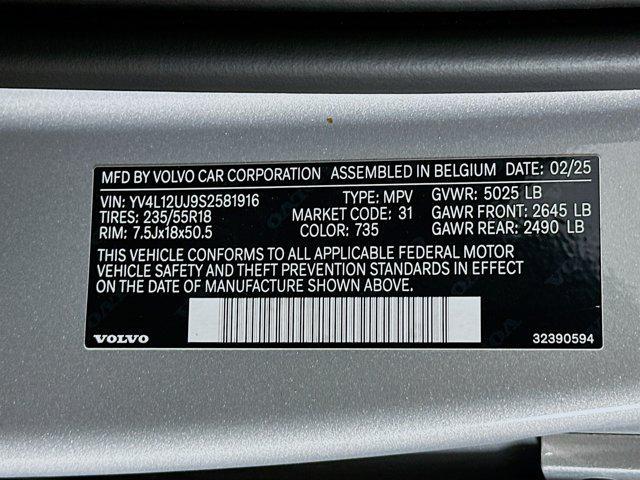 MFD BY VOLVO CAR CORPORATION ASSEMBLED IN BELGIUM DATE: 02/25
VIN: YV4L12UJ9S2581916 TYPE: MPV GVWR: 5025 LB
TIRES: 235/55R18 MARKET CODE: 31 GAWR FRONT: 2645 LB
RIM: 7.5Jx18x50.5 COLOR: 735 GAWR REAR: 2490 LB
THIS VEHICLE CONFORMS TO ALL APPLICABLE FEDERAL MOTOR
VEHICLE SAFETY AND THEFT PREVENTION STANDARDS IN EFFECT
ON THE DATE OF MANUFACTURE SHOWN ABOVE.
VOLVO 32390594